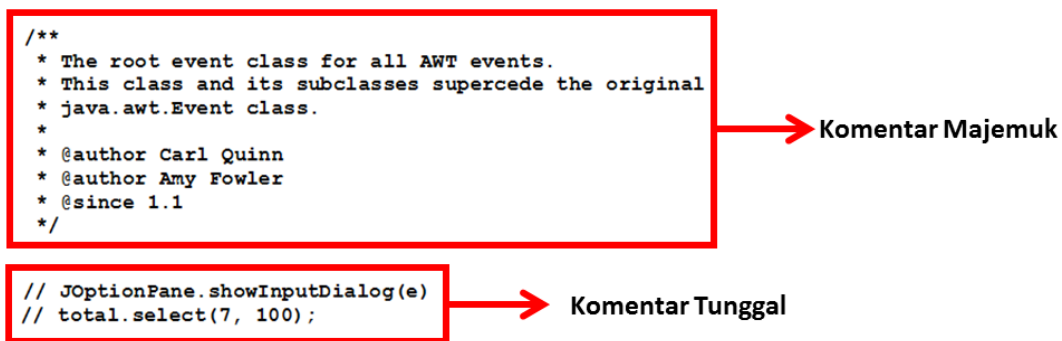 /**
* The root event class for all AWT events.
* This class and its subclasses supercede the original
* java.awt.Event class.
*
* @author Carl Quinn
* @author Amy Fowler
* @since 1.1
*/
Komentar Majemuk
// JOptionPane.showInputDialog(e)
// total.select(7, 100);
Komentar Tunggal